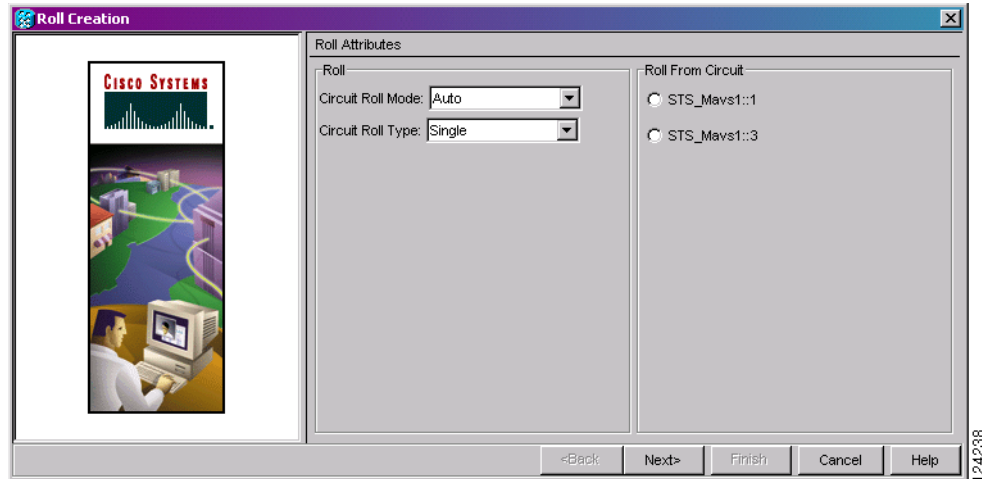 Roll Creation
CISCO SYSTEMS
Roll Attributes
Roll
Circuit Roll Mode: Auto
Circuit Roll Type: Single
Roll From Circuit
STS_Mavs1::1
STS_Mavs1::3
<Back
Next>
Finish
Cancel
Help
124238